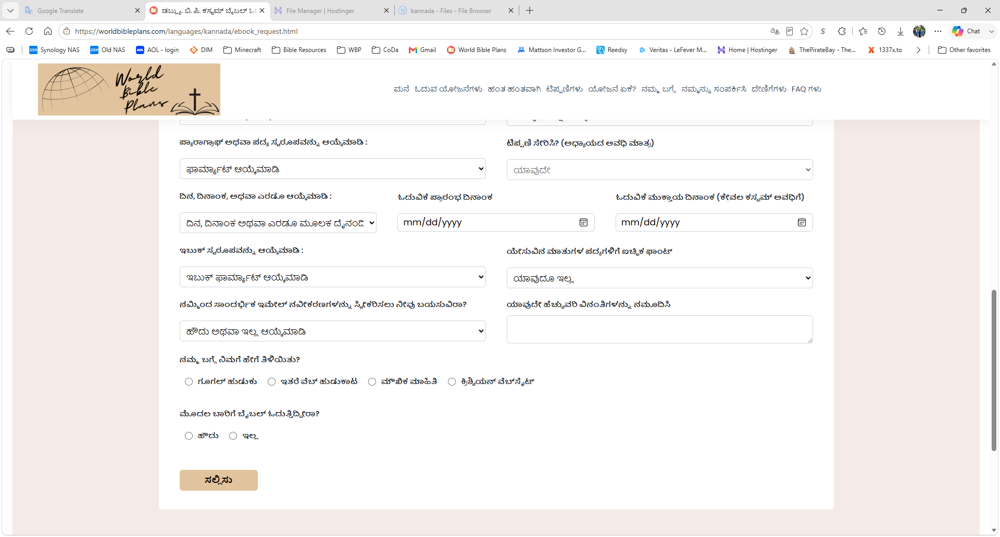 Google Translate
ಡಬ್ಲ್ಯು. ಬಿ. ಪಿ. ಕಸ್ಟಮ್ ಬೈಬಲ್ ಓದ
File Manager | Hostinger
kannada - Files - File Browser
https://worldbibleplans.com/languages/kannada/ebook_request.html
Chat
Synology NAS
Old NAS
AOL - login
DIM
Minecraft
Bible Resources
WBP
CoDa
Gmail
World Bible Plans
Mattson Investor G...
Reedsy
Veritas - LeFever M...
Home | Hostinger
ThePirateBay - The...
1337x.to
Other favorites
World
Bible
Plans
ಮನೆ ಓದುವ ಯೋಜನೆಗಳು ಹಂತ ಹಂತವಾಗಿ ಟಿಪ್ಪಣಿಗಳು ಯೋಜನೆ ಏಕೆ? ನಮ್ಮ ಬಗ್ಗೆ ನಮ್ಮನ್ನು ಸಂಪರ್ಕಿಸಿ ದೇಣಿಗೆಗಳು FAQ ಗಳು
ಪ್ಯಾರಾಗ್ರಾಫ್ ಅಥವಾ ಪದ್ಯ ಸ್ವರೂಪವನ್ನು ಆಯ್ಕೆಮಾಡಿ :
ಟಿಪ್ಪಣಿ ಸೇರಿಸಿ? (ಅಧ್ಯಾಯದ ಅವಧಿ ಮಾತ್ರ)
ಫಾರ್ಮ್ಯಾಟ್ ಆಯ್ಕೆಮಾಡಿ
ಯಾವುದೇ
ದಿನ, ದಿನಾಂಕ, ಅಥವಾ ಎರಡೂ ಆಯ್ಕೆಮಾಡಿ :
ಓದುವಿಕೆ ಪ್ರಾರಂಭ ದಿನಾಂಕ
ಓದುವಿಕೆ ಮುಕ್ತಾಯ ದಿನಾಂಕ (ಕೇವಲ ಕಸ್ಟಮ್ ಅವಧಿಗೆ)
ದಿನ, ದಿನಾಂಕ ಅಥವಾ ಎರಡೂ ಮೂಲಕ ದೈನಂದಿ
mm/dd/yyyy
mm/dd/yyyy
ಇಬುಕ್ ಸ್ವರೂಪವನ್ನು ಆಯ್ಕೆಮಾಡಿ :
ಯೇಸುವಿನ ಮಾತುಗಳ ಪದ್ಯಗಳಿಗೆ ಐಚ್ಛಿಕ ಫಾಂಟ್
ಇಬುಕ್ ಫಾರ್ಮ್ಯಾಟ್ ಆಯ್ಕೆಮಾಡಿ
ಯಾವುದೂ ಇಲ್ಲ
ನಮ್ಮಿಂದ ಸಾಂದರ್ಭಿಕ ಇಮೇಲ್ ನವೀಕರಣಗಳನ್ನು ಸ್ವೀಕರಿಸಲು ನೀವು ಬಯಸುವಿರಾ?
ಯಾವುದೇ ಹೆಚ್ಚುವರಿ ವಿನಂತಿಗಳನ್ನು ನಮೂದಿಸಿ
ಹೌದು ಅಥವಾ ಇಲ್ಲ ಆಯ್ಕೆಮಾಡಿ
ನಮ್ಮ ಬಗ್ಗೆ ನಿಮಗೆ ಹೇಗೆ ತಿಳಿಯಿತು?
ಗೂಗಲ್ ಹುಡುಕು ಇತರೆ ವೆಬ್ ಹುಡುಕಾಟ ಮೌಖಿಕ ಮಾಹಿತಿ ಕ್ರಿಶ್ಚಿಯನ್ ವೆಬ್‌ಸೈಟ್
ಮೊದಲ ಬಾರಿಗೆ ಬೈಬಲ್ ಓದುತ್ತಿದ್ದೀರಾ?
ಹೌದು ಇಲ್ಲ
ಸಲ್ಲಿಸು